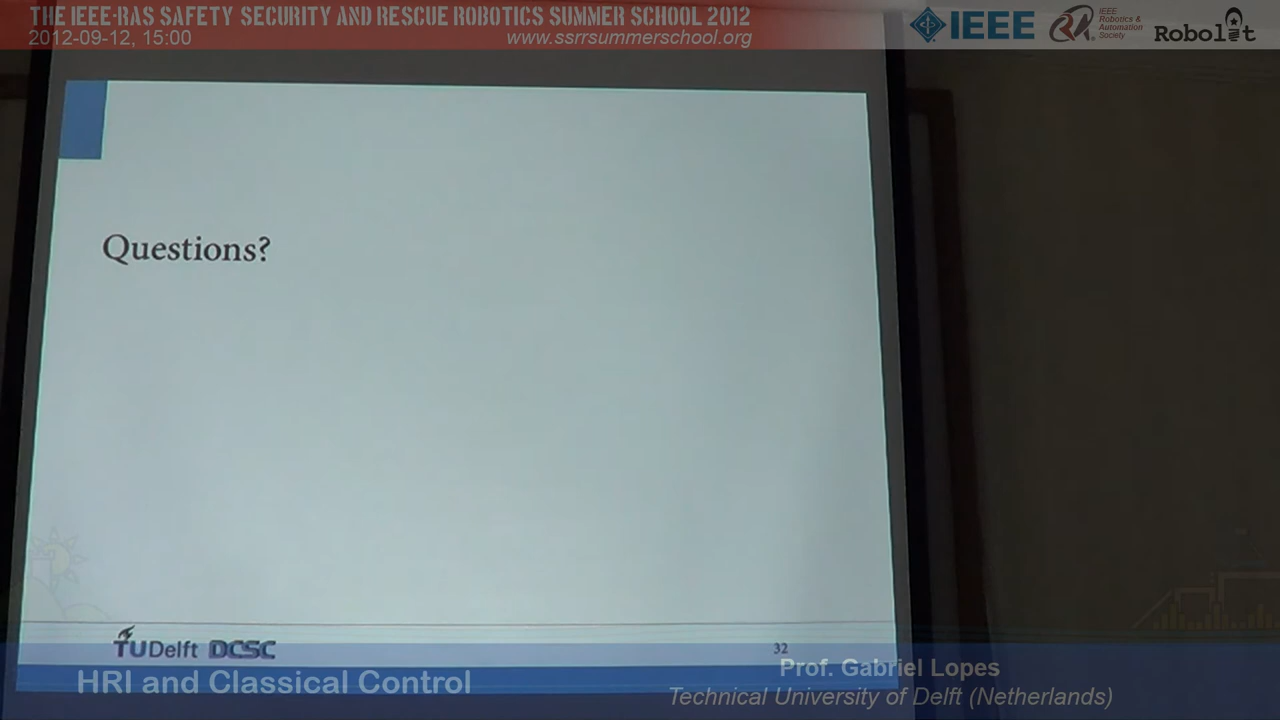 THE IEEE-RAS SAFETY SECURITY AND RESCUE ROBOTICS SUMMER SCHOOL 2012
2012-09-12, 15:00
www.ssrrsummerschool.org
IEEE
IEEE
Robotics &
Automation
Society
Robolit
Questions?
TUDelft DCSC
32
HRI and Classical Control
Prof. Gabriel Lopes
Technical University of Delft (Netherlands)